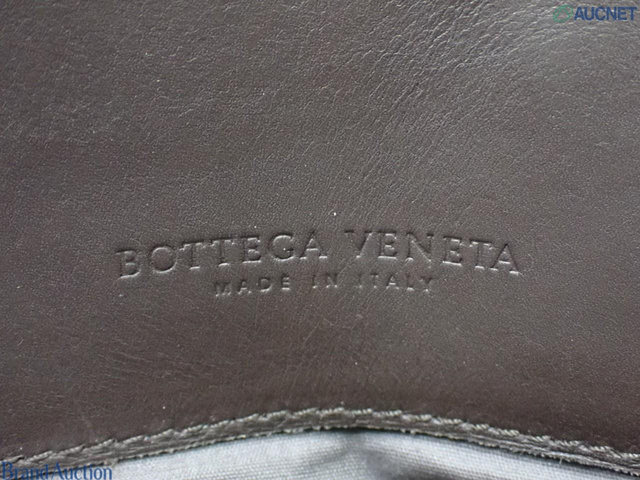 AUCNET
BOTTEGA VENETA
MADE IN ITALY
Brand Auction